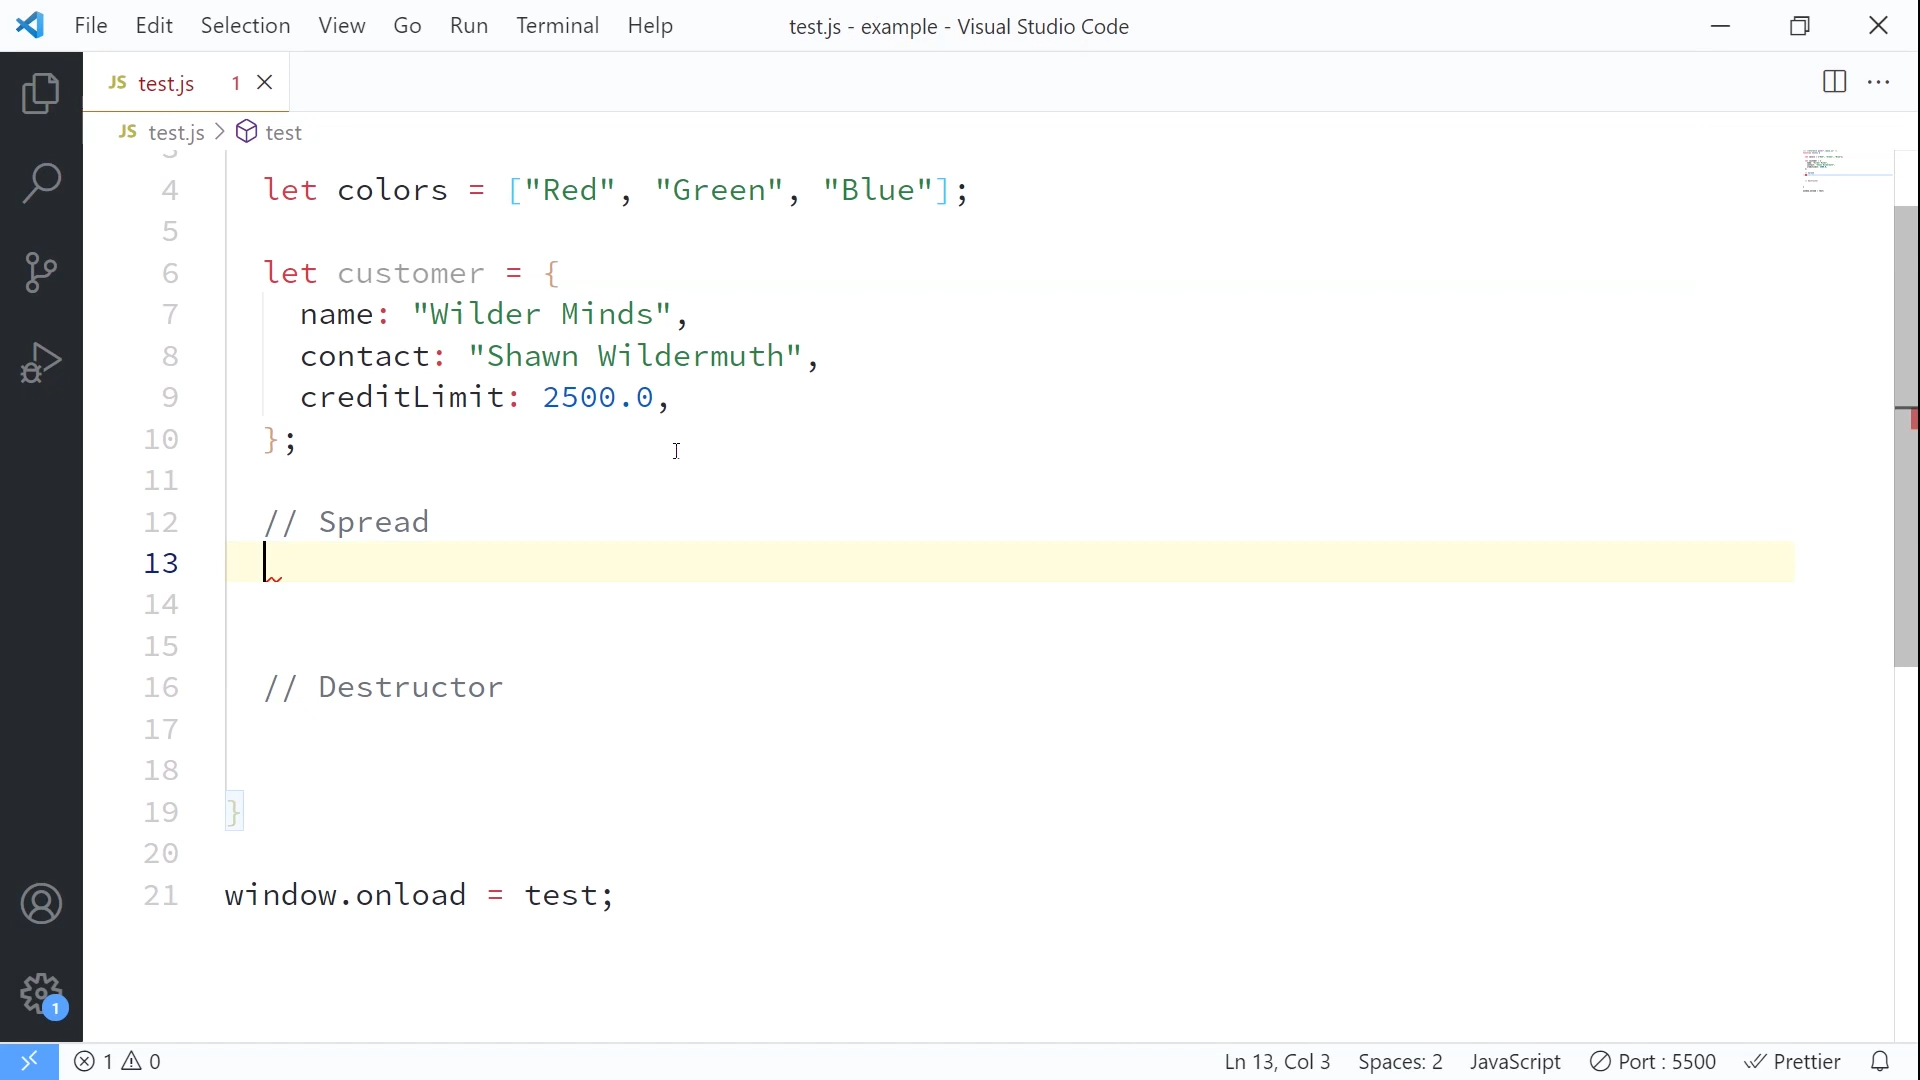 File Edit Selection View Go Run Terminal Help test.js - example - Visual Studio Code
JS test.js 1
JS test.js > test
3
4 let colors = ["Red", "Green", "Blue"];
5
6 let customer = {
7 name: "Wilder Minds",
8 contact: "Shawn Wildermuth",
9 creditLimit: 2500.0,
10 };
11
12 // Spread
13
14
15
16 // Destructor
17
18
19 }
20
21 window.onload = test;
1
1 0 Ln 13, Col 3 Spaces: 2 JavaScript Port : 5500 Prettier